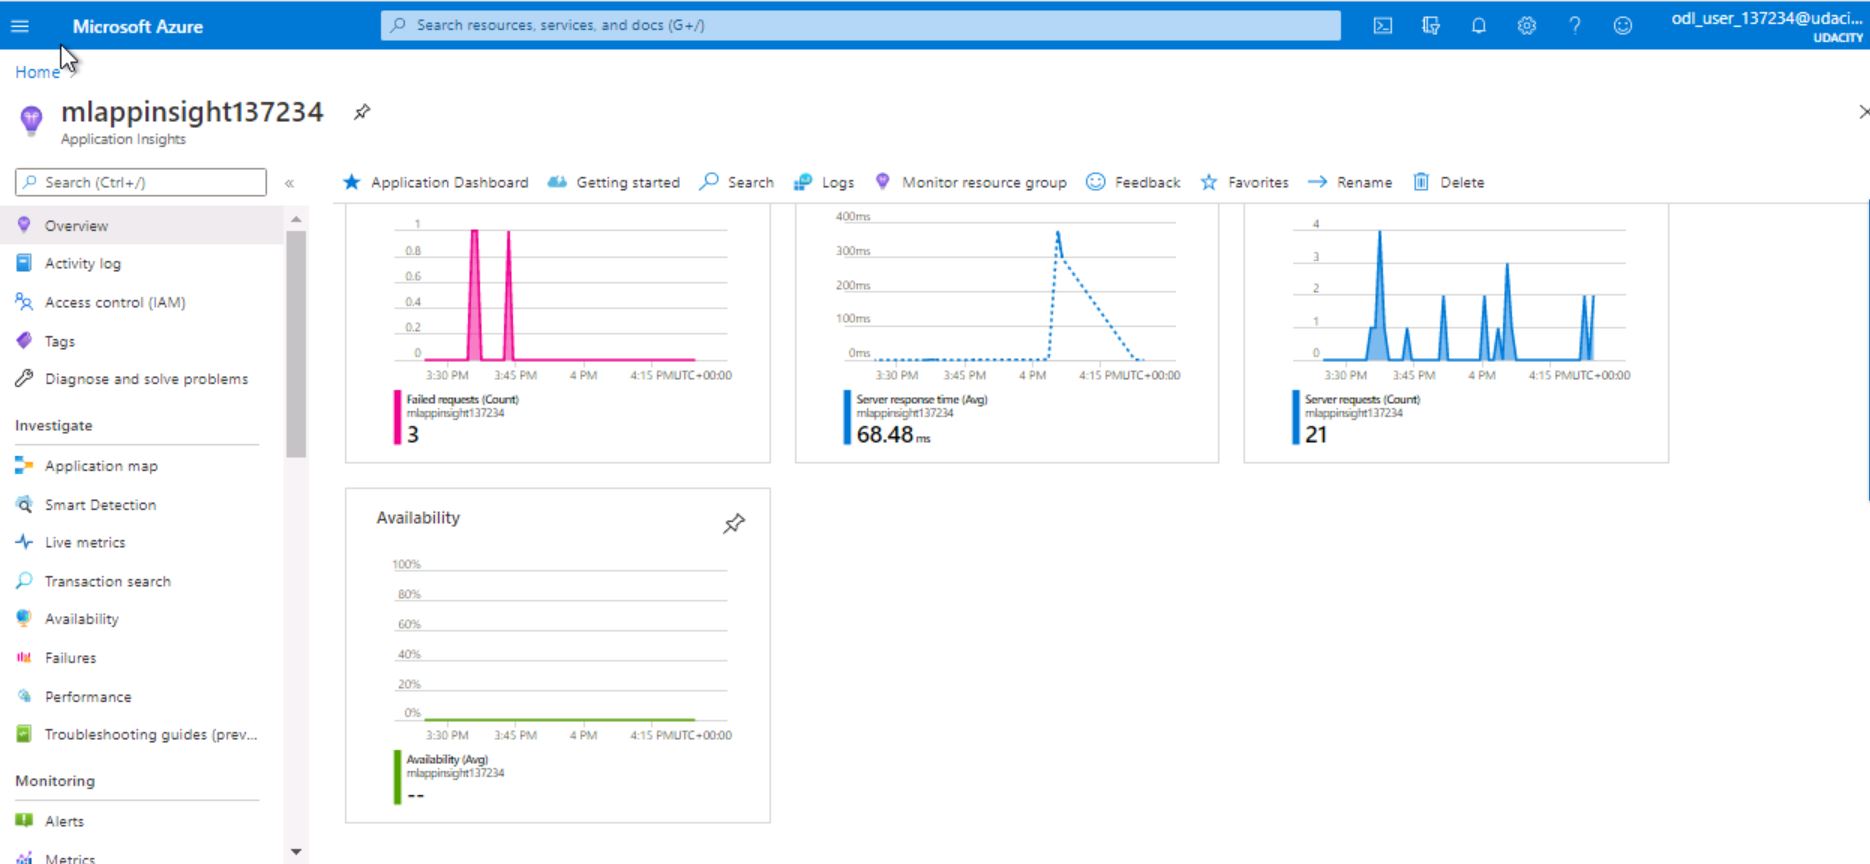 Microsoft Azure
Search resources, services, and docs (G+/)
odl_user_137234@udaci...
UDACITY
Home
mlappinsight137234
Application Insights
Search (Ctrl+/)
«
Application Dashboard
Getting started
Search
Logs
Monitor resource group
Feedback
Favorites
Rename
Delete
Overview
Activity log
Access control (IAM)
Tags
Diagnose and solve problems
Investigate
Application map
Smart Detection
Live metrics
Transaction search
Availability
Failures
Performance
Troubleshooting guides (prev...
Monitoring
Alerts
Metrics
1
0.8
0.6
0.4
0.2
0
3:30 PM 3:45 PM 4 PM 4:15 PM UTC+00:00
Failed requests (Count)
mlappinsight137234
3
400ms
300ms
200ms
100ms
0ms
3:30 PM 3:45 PM 4 PM 4:15 PM UTC+00:00
Server response time (Avg)
mlappinsight137234
68.48 ms
4
3
2
1
0
3:30 PM 3:45 PM 4 PM 4:15 PM UTC+00:00
Server requests (Count)
mlappinsight137234
21
Availability
100%
80%
60%
40%
20%
0%
3:30 PM 3:45 PM 4 PM 4:15 PM UTC+00:00
Availability (Avg)
mlappinsight137234
--